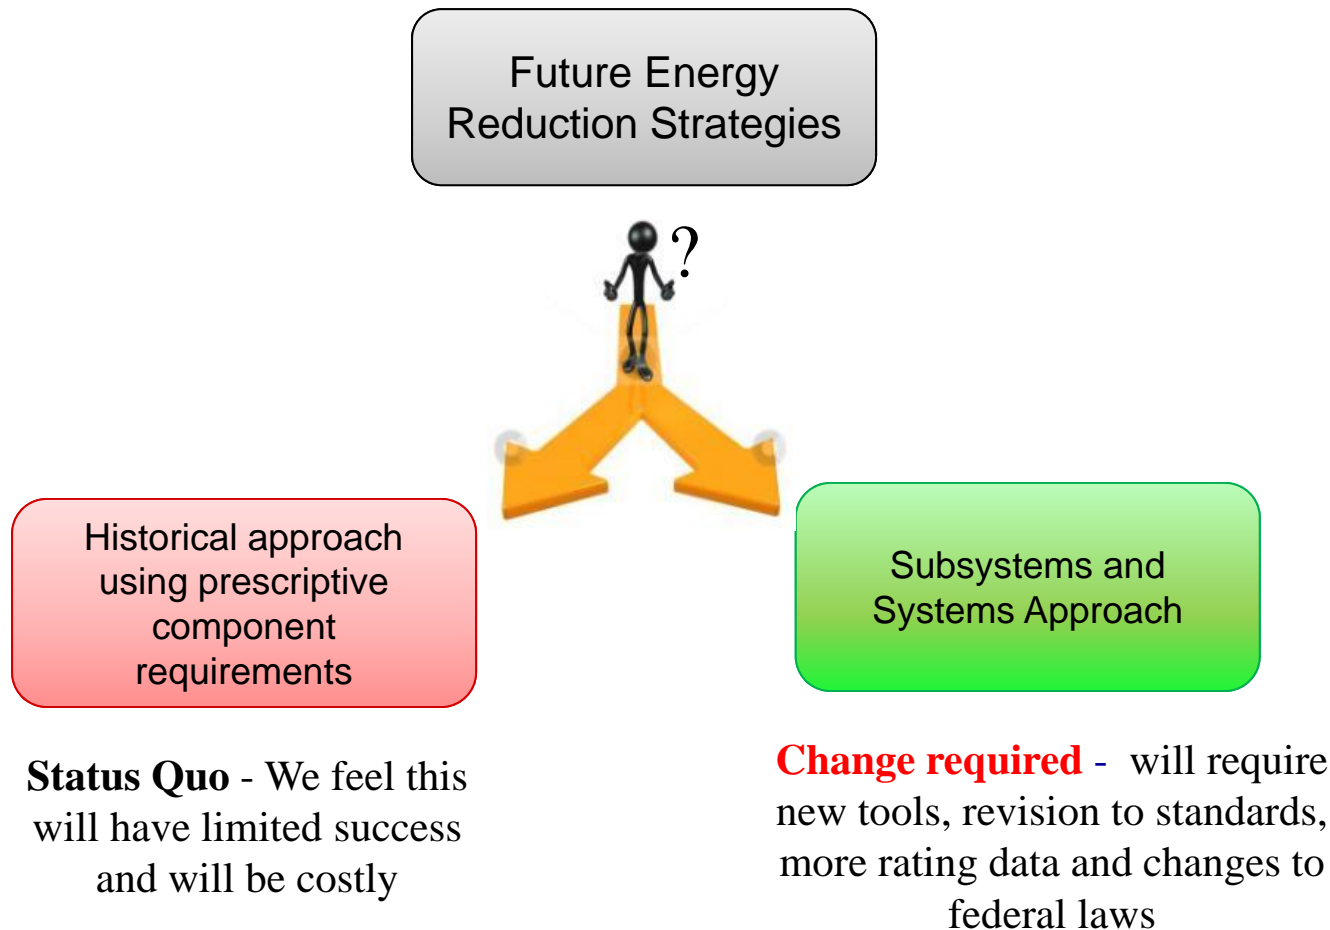 Future Energy
Reduction Strategies
?
Historical approach
using prescriptive
component
requirements
Subsystems and
Systems Approach
Status Quo - We feel this
will have limited success
and will be costly
Change required - will require
new tools, revision to standards,
more rating data and changes to
federal laws